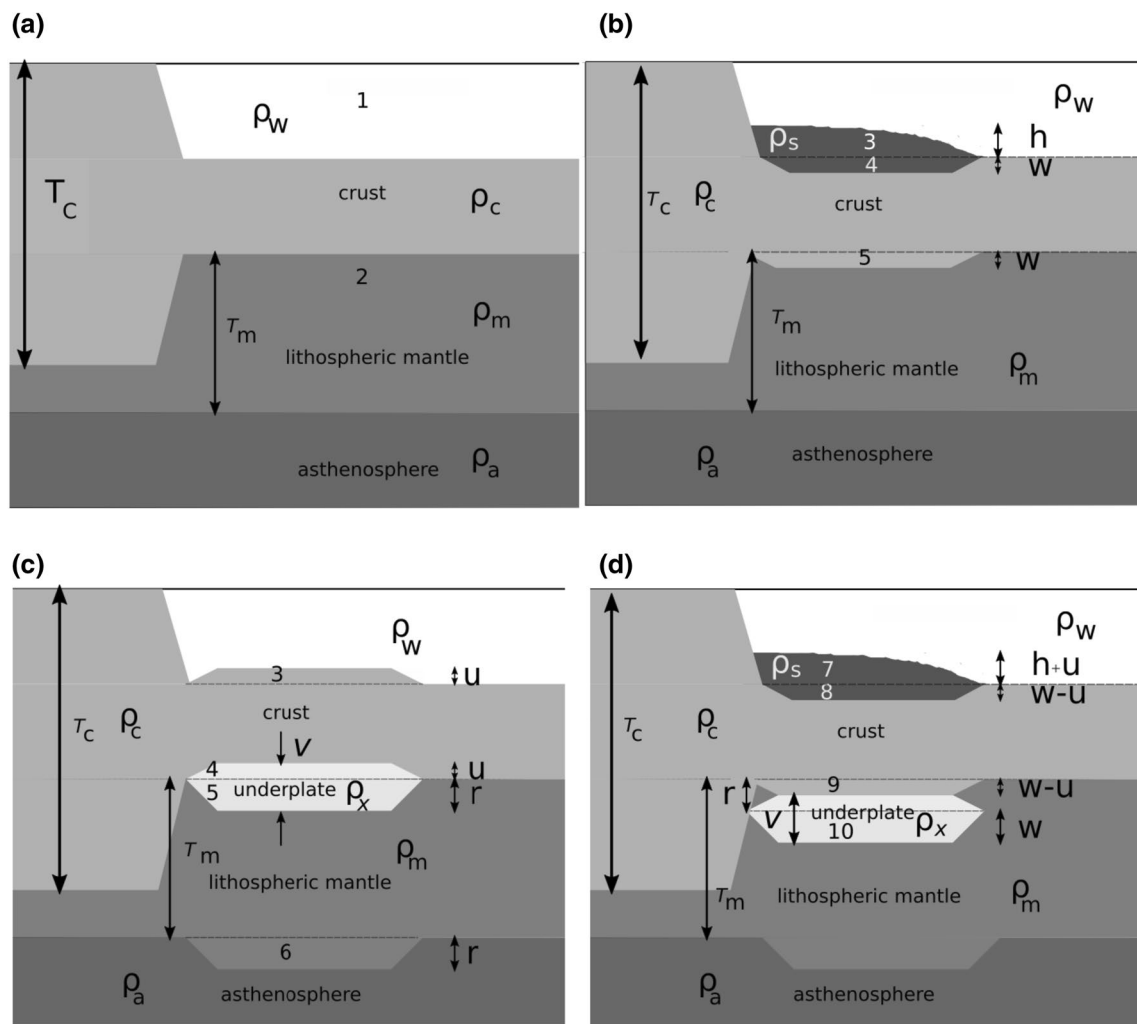 (a)
1
ρw
Tc
crust
ρc
2
Tm
ρm
lithospheric mantle
asthenosphere
ρa
(b)
ρw
ρs
3
h
4
w
Tc
ρc
crust
5
w
Tm
lithospheric mantle
ρm
ρa
asthenosphere
(c)
ρw
3
u
Tc
ρc
crust
v
4
u
5
underplate
ρx
r
Tm
ρm
lithospheric mantle
6
r
ρa
asthenosphere
(d)
ρw
ρs
7
h+u
8
w-u
Tc
ρc
crust
r
9
w-u
v
underplate
ρx
10
w
Tm
lithospheric mantle
ρm
ρa
asthenosphere